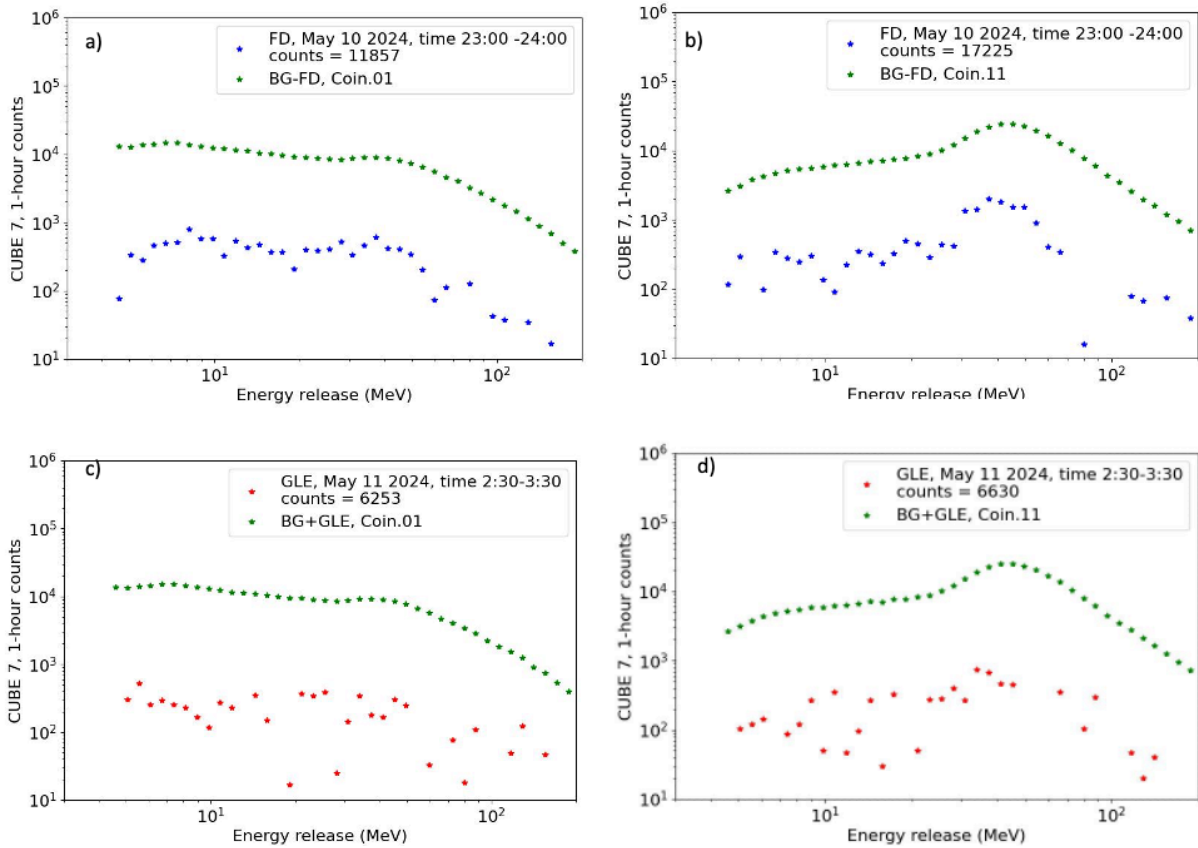 a)
FD, May 10 2024, time 23:00 -24:00
counts = 11857
BG-FD, Coin.01
CUBE 7, 1-hour counts
10^6
10^5
10^4
10^3
10^2
10^1
10^1
10^2
Energy release (MeV)
b)
FD, May 10 2024, time 23:00 -24:00
counts = 17225
BG-FD, Coin.11
CUBE 7, 1-hour counts
10^6
10^5
10^4
10^3
10^2
10^1
10^1
10^2
Energy release (MeV)
c)
GLE, May 11 2024, time 2:30-3:30
counts = 6253
BG+GLE, Coin.01
CUBE 7, 1-hour counts
10^6
10^5
10^4
10^3
10^2
10^1
10^1
10^2
Energy release (MeV)
d)
GLE, May 11 2024, time 2:30-3:30
counts = 6630
BG+GLE, Coin.11
CUBE 7, 1-hour counts
10^6
10^5
10^4
10^3
10^2
10^1
10^1
10^2
Energy release (MeV)